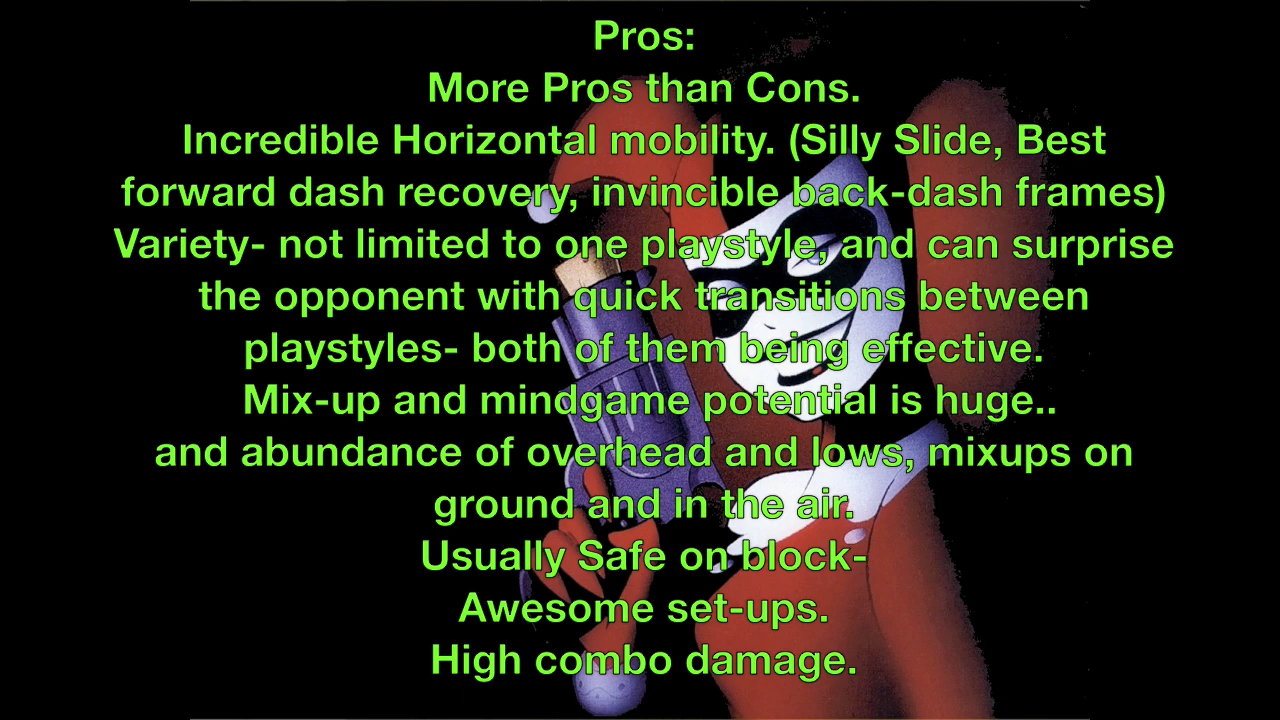 Pros:
More Pros than Cons.
Incredible Horizontal mobility. (Silly Slide, Best
forward dash recovery, invincible back-dash frames)
Variety- not limited to one playstyle, and can surprise
the opponent with quick transitions between
playstyles- both of them being effective.
Mix-up and mindgame potential is huge..
and abundance of overhead and lows, mixups on
ground and in the air.
Usually Safe on block-
Awesome set-ups.
High combo damage.